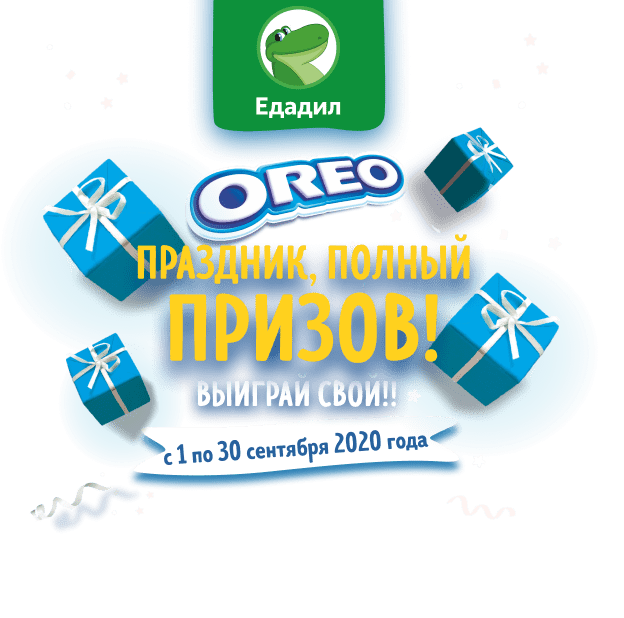 Едадил
OREO
ПРАЗДНИК, ПОЛНЫЙ
ПРИЗОВ!
ВЫИГРАЙ СВОЙ!!
с 1 по 30 сентября 2020 года